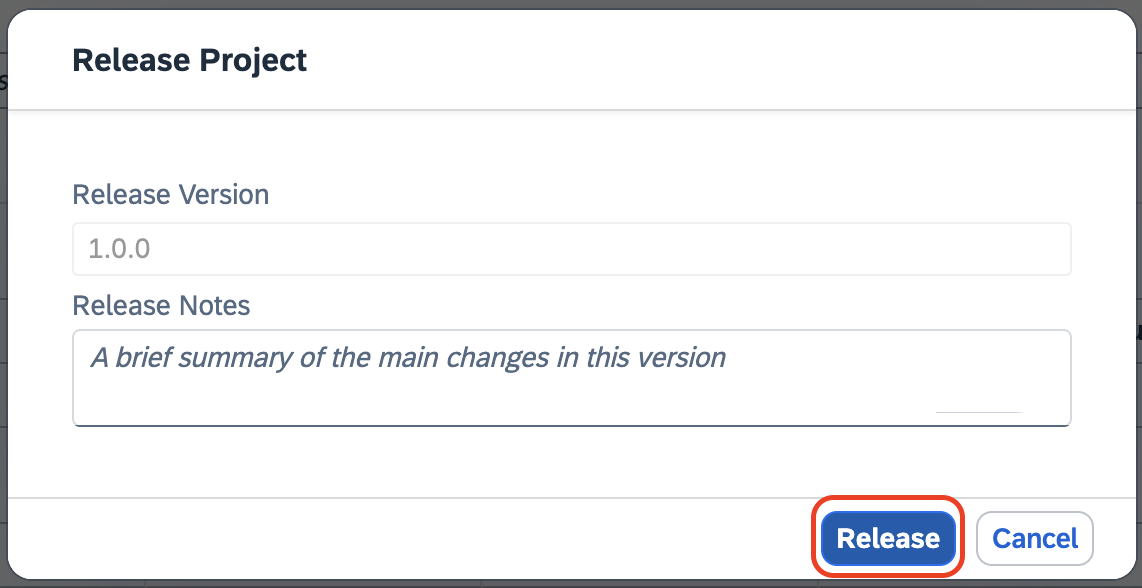 Release Project
Release Version
1.0.0
Release Notes
A brief summary of the main changes in this version
Release
Cancel